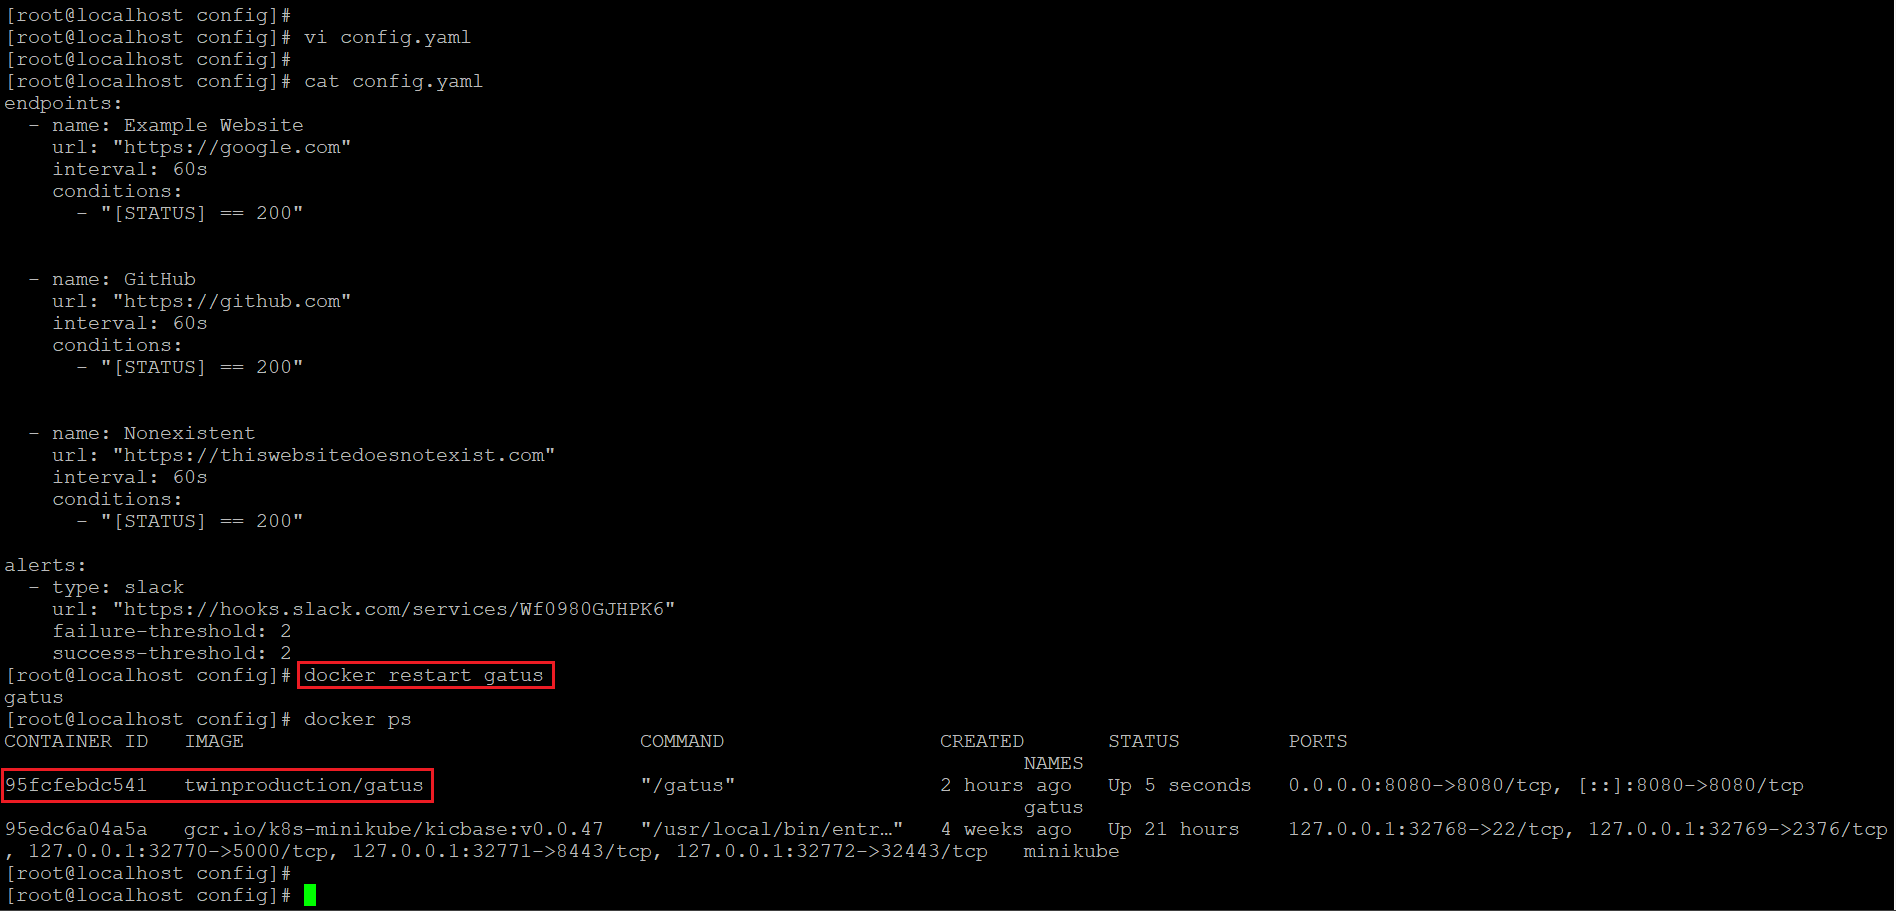 [root@localhost config]#
[root@localhost config]# vi config.yaml
[root@localhost config]#
[root@localhost config]# cat config.yaml
endpoints:
  - name: Example Website
    url: "https://google.com"
    interval: 60s
    conditions:
      - "[STATUS] == 200"
  - name: GitHub
    url: "https://github.com"
    interval: 60s
    conditions:
      - "[STATUS] == 200"
  - name: Nonexistent
    url: "https://thiswebsitedoesnotexist.com"
    interval: 60s
    conditions:
      - "[STATUS] == 200"
alerts:
  - type: slack
    url: "https://hooks.slack.com/services/Wf0980GJHPK6"
    failure-threshold: 2
    success-threshold: 2
[root@localhost config]# docker restart gatus
gatus
[root@localhost config]# docker ps
CONTAINER ID   IMAGE                                 COMMAND                  CREATED       STATUS         PORTS
                                                                                     NAMES
95fcfebdc541   twinproduction/gatus                  "/gatus"                 2 hours ago   Up 5 seconds   0.0.0.0:8080->8080/tcp, [::]:8080->8080/tcp
                                                                                     gatus
95edc6a04a5a   gcr.io/k8s-minikube/kicbase:v0.0.47   "/usr/local/bin/entr…"   4 weeks ago   Up 21 hours    127.0.0.1:32768->22/tcp, 127.0.0.1:32769->2376/tcp
, 127.0.0.1:32770->5000/tcp, 127.0.0.1:32771->8443/tcp, 127.0.0.1:32772->32443/tcp   minikube
[root@localhost config]#
[root@localhost config]#